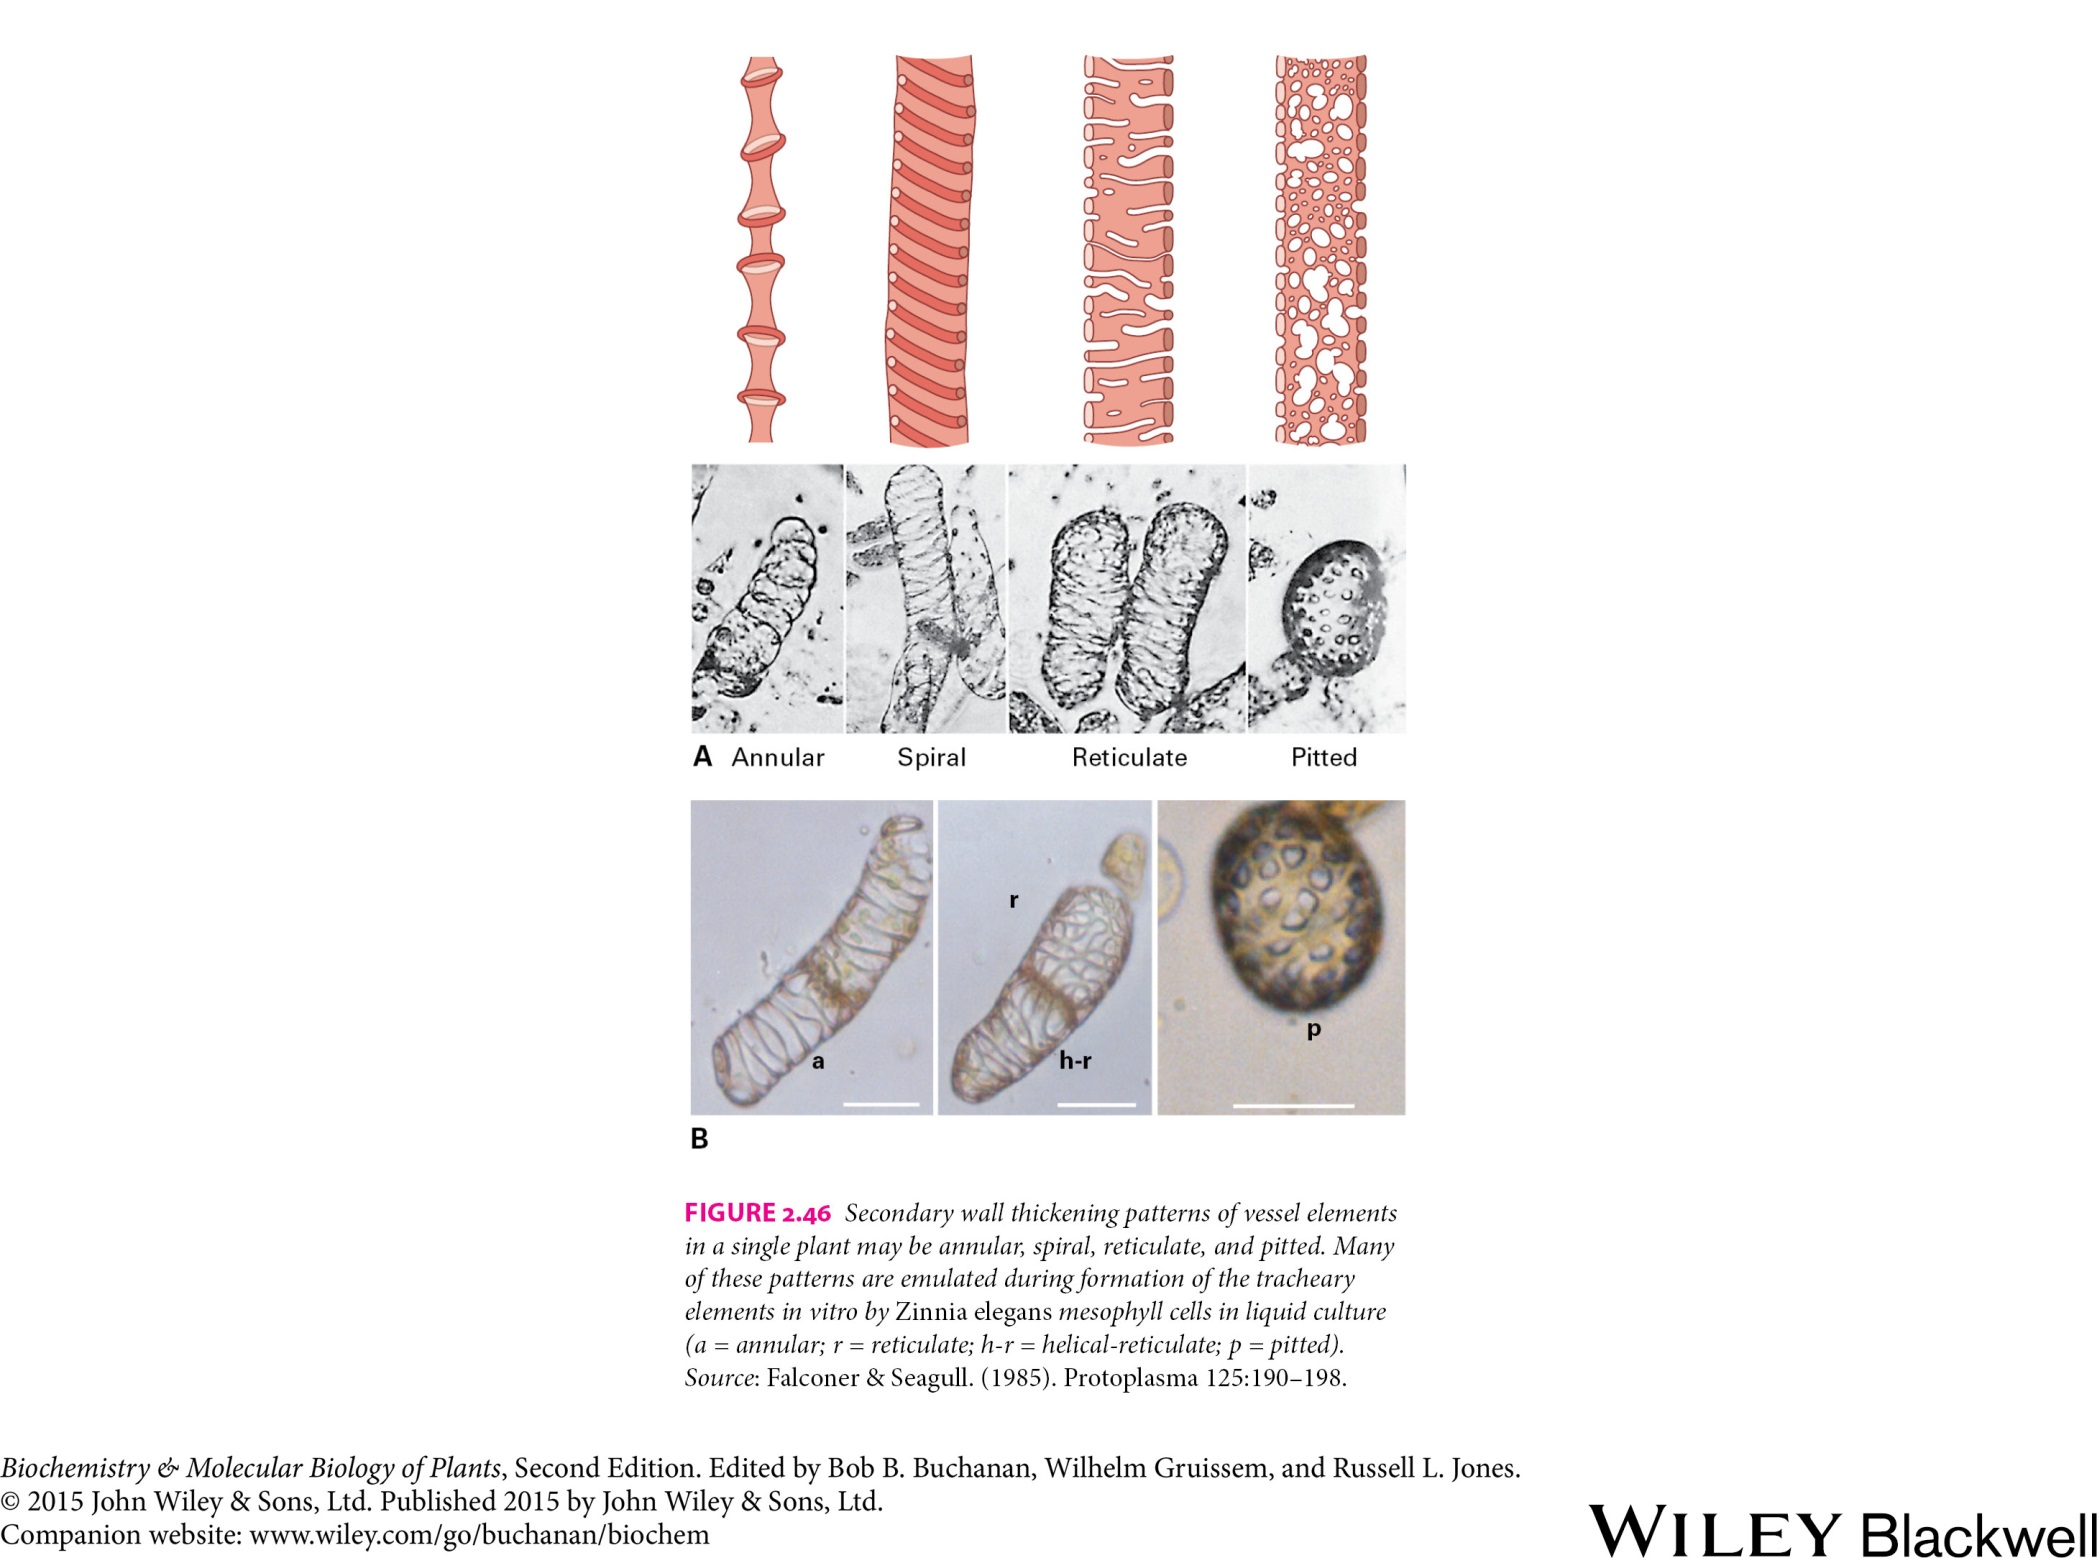 A Annular Spiral Reticulate Pitted
r
a
h-r
p
B
FIGURE 2.46 Secondary wall thickening patterns of vessel elements
in a single plant may be annular, spiral, reticulate, and pitted. Many
of these patterns are emulated during formation of the tracheary
elements in vitro by Zinnia elegans mesophyll cells in liquid culture
(a = annular; r = reticulate; h-r = helical-reticulate; p = pitted).
Source: Falconer & Seagull. (1985). Protoplasma 125:190–198.
Biochemistry & Molecular Biology of Plants, Second Edition. Edited by Bob B. Buchanan, Wilhelm Gruissem, and Russell L. Jones.
© 2015 John Wiley & Sons, Ltd. Published 2015 by John Wiley & Sons, Ltd.
Companion website: www.wiley.com/go/buchanan/biochem
WILEY Blackwell